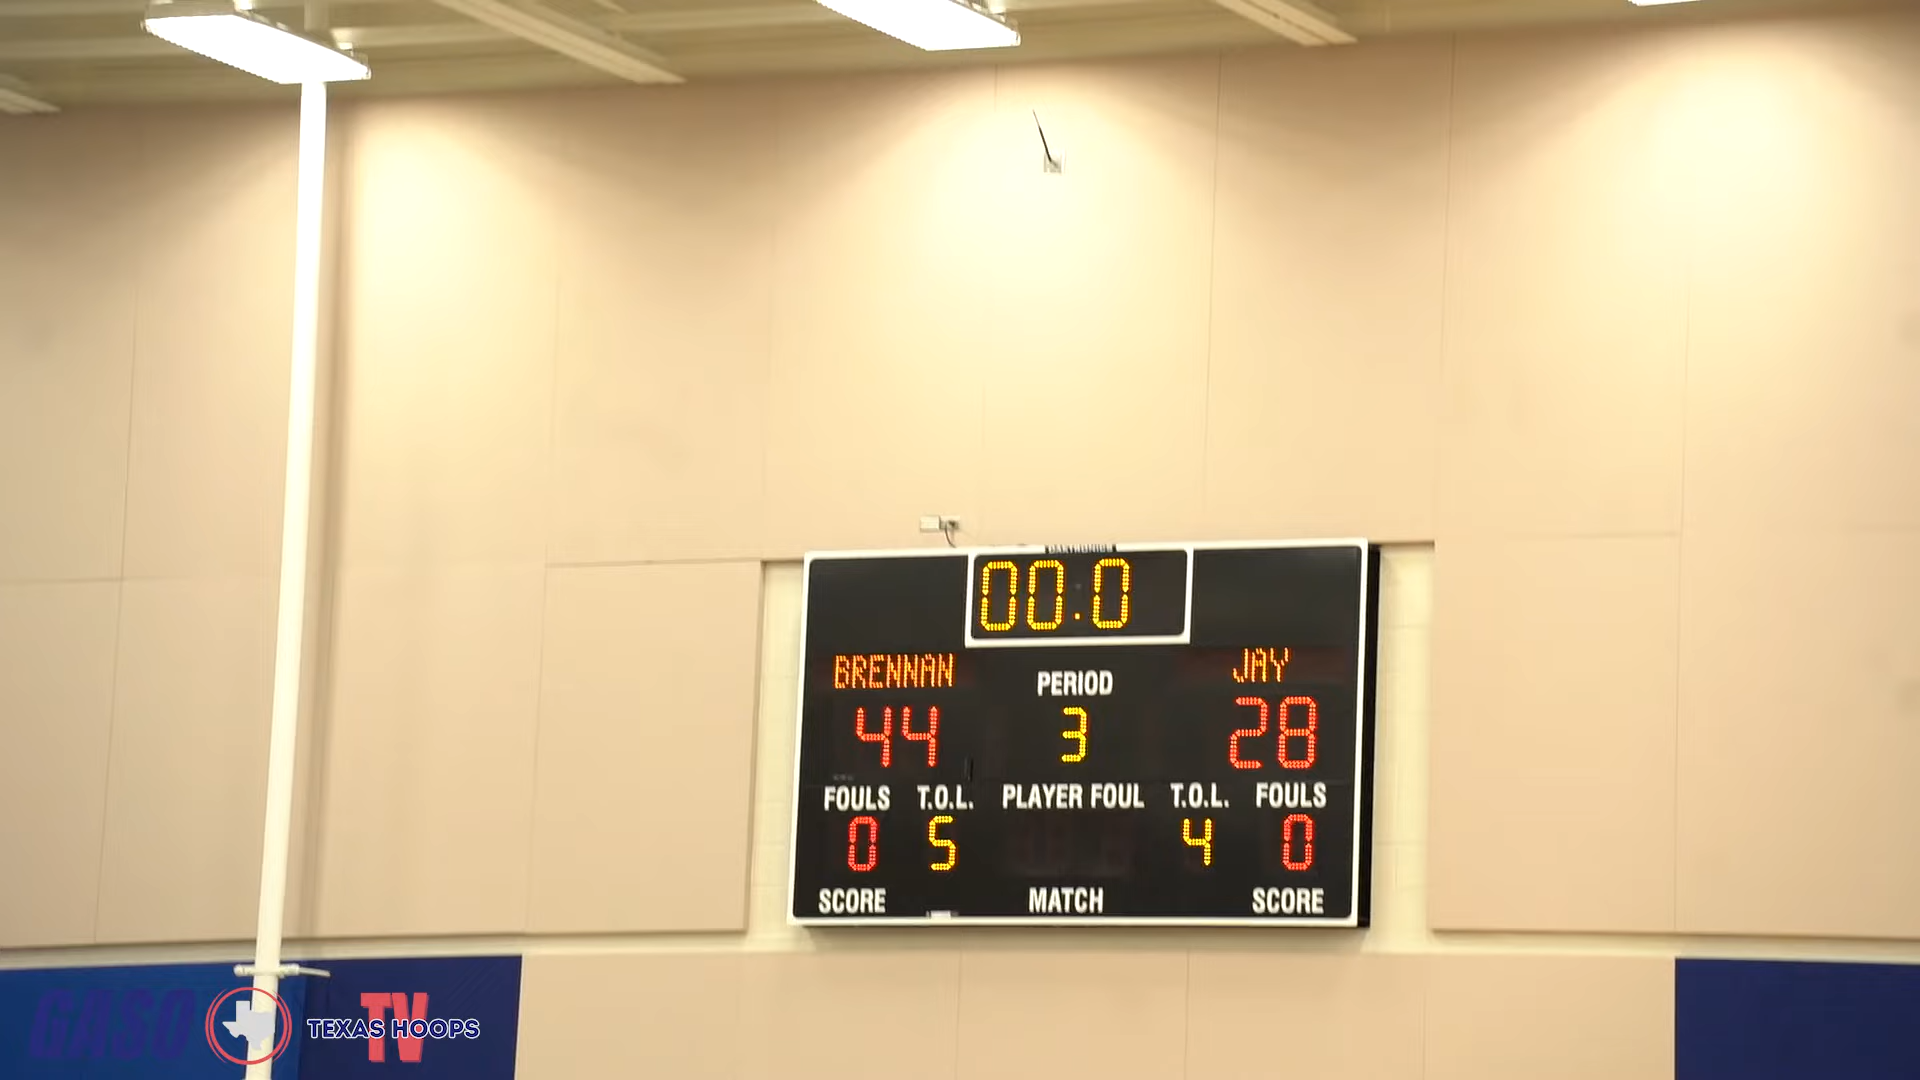 DAKTRONICS
00.0
BRENNAN
PERIOD
JAY
44
3
28
FOULS T.O.L. PLAYER FOUL T.O.L. FOULS
0 5 4 0
SCORE MATCH SCORE
GASO
TV
TEXAS HOOPS